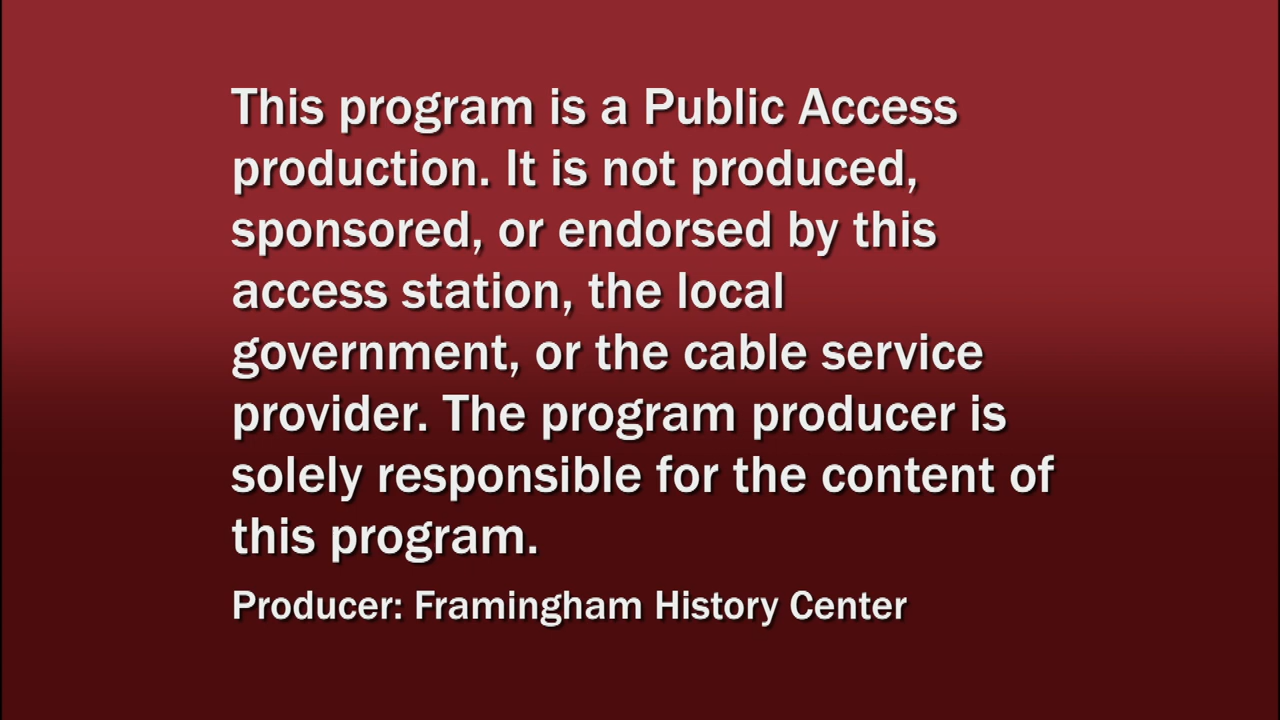 This program is a Public Access
production. It is not produced,
sponsored, or endorsed by this
access station, the local
government, or the cable service
provider. The program producer is
solely responsible for the content of
this program.
Producer: Framingham History Center